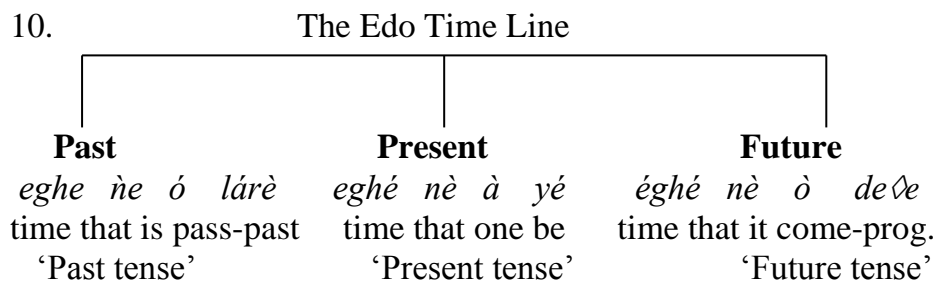 10. The Edo Time Line
Past Present Future
eghe ǹe ó lárè eghé nè à yé éghé nè ò de◊e
time that is pass-past time that one be time that it come-prog.
‘Past tense’ ‘Present tense’ ‘Future tense’